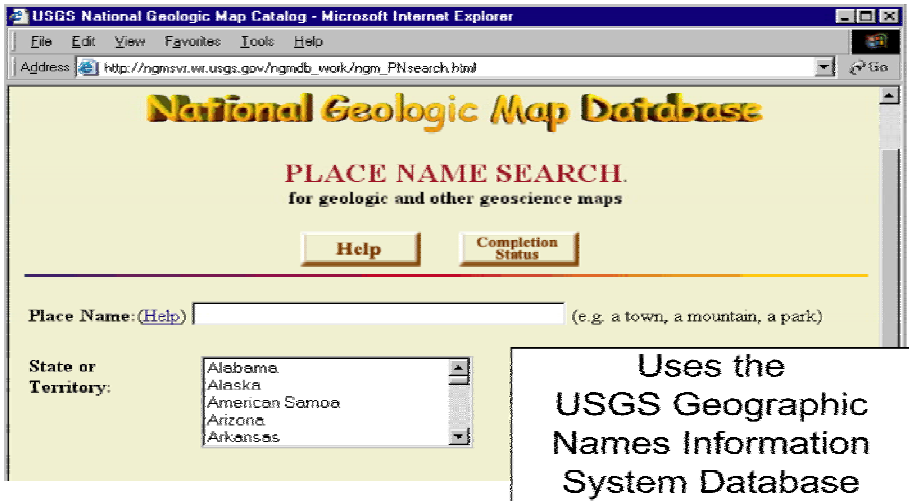 USGS National Geologic Map Catalog - Microsoft Internet Explorer
File Edit View Favorites Tools Help
Address http://ngmsvr.wr.usgs.gov/ngmdb_work/ngm_PNsearch.html Go
National Geologic Map Database
PLACE NAME SEARCH.
for geologic and other geoscience maps
Help
Completion
Status
Place Name:(Help) (e.g. a town, a mountain, a park)
State or
Territory:
Alabama
Alaska
American Samoa
Arizona
Arkansas
Uses the
USGS Geographic
Names Information
System Database